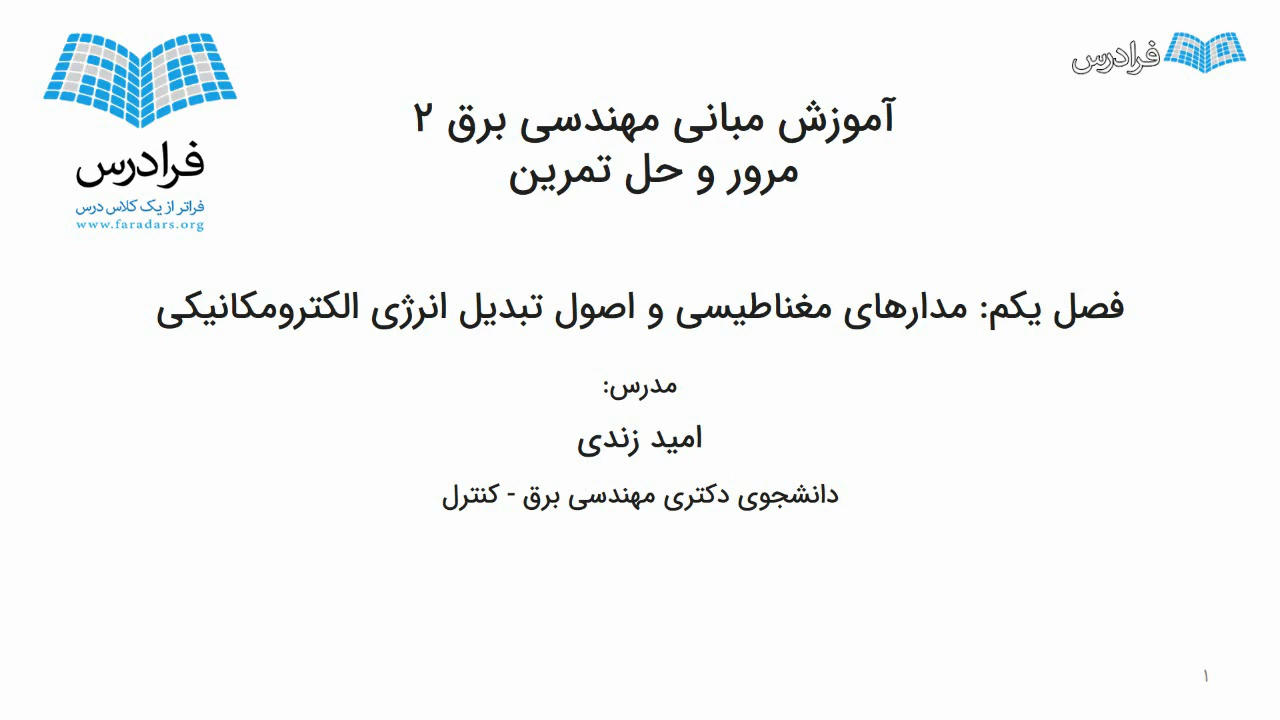 فرادرس
فرادرس
فراتر از یک کلاس درس
www.faradars.org
آموزش مبانی مهندسی برق ۲
مرور و حل تمرین
فصل یکم: مدارهای مغناطیسی و اصول تبدیل انرژی الکترومکانیکی
مدرس:
امید زندی
دانشجوی دکتری مهندسی برق - کنترل
۱